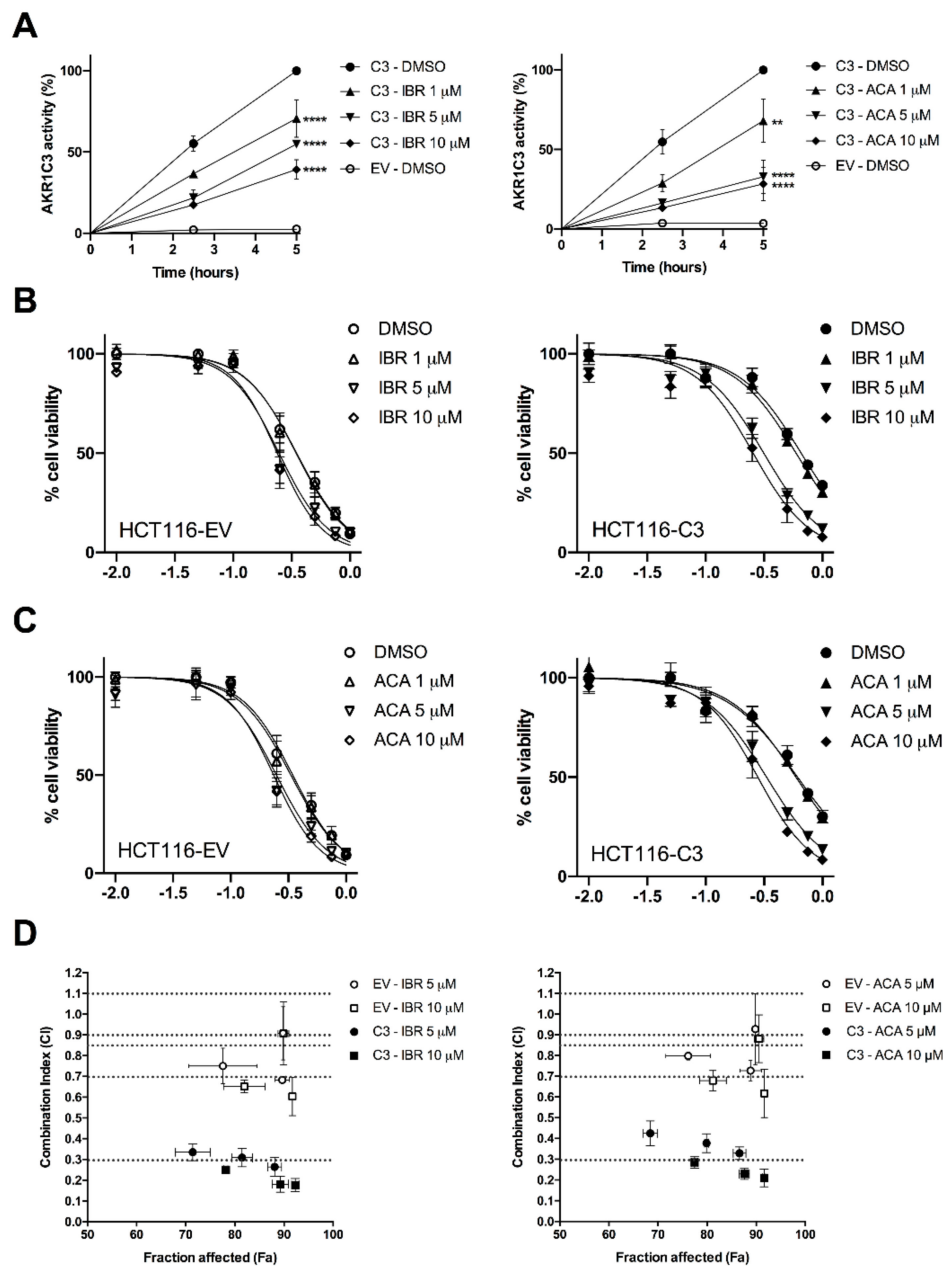 A
AKR1C3 activity (%)
100
50
0
0 1 2 3 4 5
Time (hours)
****
****
****
C3 - DMSO
C3 - IBR 1 μM
C3 - IBR 5 μM
C3 - IBR 10 μM
EV - DMSO
AKR1C3 activity (%)
100
50
0
0 1 2 3 4 5
Time (hours)
**
****
****
C3 - DMSO
C3 - ACA 1 μM
C3 - ACA 5 μM
C3 - ACA 10 μM
EV - DMSO
B
% cell viability
100
50
0
-2.0 -1.5 -1.0 -0.5 0.0
HCT116-EV
DMSO
IBR 1 μM
IBR 5 μM
IBR 10 μM
% cell viability
100
50
0
-2.0 -1.5 -1.0 -0.5 0.0
HCT116-C3
DMSO
IBR 1 μM
IBR 5 μM
IBR 10 μM
C
% cell viability
100
50
0
-2.0 -1.5 -1.0 -0.5 0.0
HCT116-EV
DMSO
ACA 1 μM
ACA 5 μM
ACA 10 μM
% cell viability
100
50
0
-2.0 -1.5 -1.0 -0.5 0.0
HCT116-C3
DMSO
ACA 1 μM
ACA 5 μM
ACA 10 μM
D
Combination Index (CI)
1.2
1.1
1.0
0.9
0.8
0.7
0.6
0.5
0.4
0.3
0.2
0.1
0.0
50 60 70 80 90 100
Fraction affected (Fa)
EV - IBR 5 μM
EV - IBR 10 μM
C3 - IBR 5 μM
C3 - IBR 10 μM
Combination Index (CI)
1.2
1.1
1.0
0.9
0.8
0.7
0.6
0.5
0.4
0.3
0.2
0.1
0.0
50 60 70 80 90 100
Fraction affected (Fa)
EV - ACA 5 μM
EV - ACA 10 μM
C3 - ACA 5 μM
C3 - ACA 10 μM